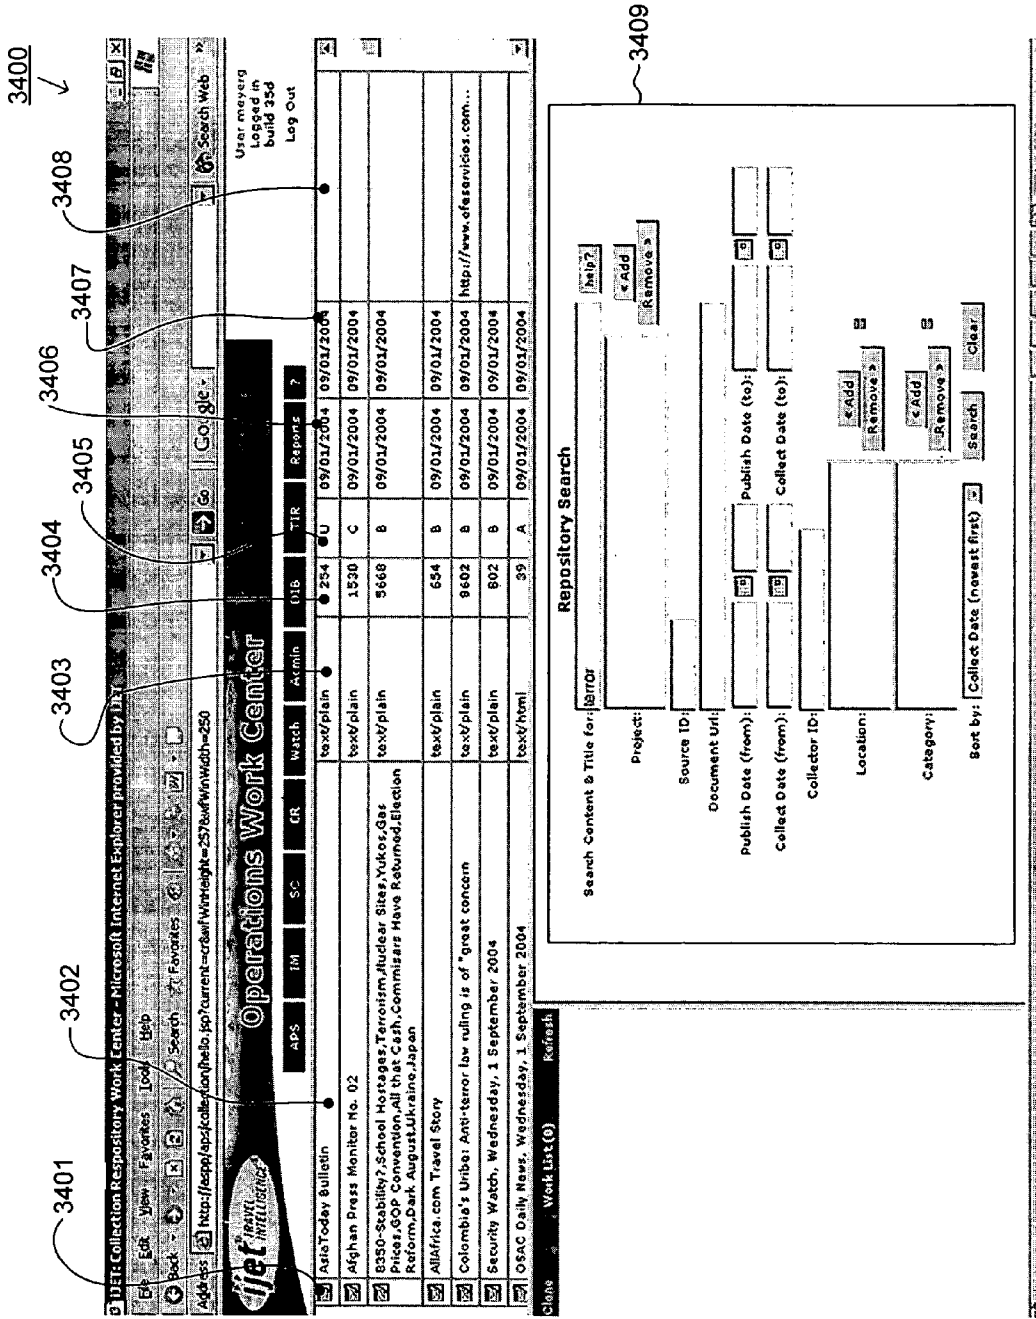 3400
3401
3402
3403
3404
3405
3406
3407
3408
3409
IJET: Collection Respository Work Center - Microsoft Internet Explorer provided by IJET
File Edit View Favorites Tools Help
Back Search Favorites
Address http://aspp/aps/collection/hello.jsp?current=cr&wfWinHeight=257&wfWinWidth=250 Go Google Search Web »
ijet TRAVEL INTELLIGENCE
Operations Work Center
User meyerg
Logged in
build 35d
Log Out
APS IM SC CR Watch Admin DIB TIR Reports ?
AsiaToday Bulletin text/plain 254 U 09/01/2004 09/01/2004
Afghan Press Monitor No. 02 text/plain 1530 C 09/01/2004 09/01/2004
8350-Stability?,School Hostages,Terrorism,Nuclear Sites,Yukos,Gas text/plain 5668 B 09/01/2004 09/01/2004
Prices,GOP Convention,All that Cash,Commisars Have Returned,Election
Reform,Dark August,Ukraine,Japan
AllAfrica.com Travel Story text/plain 654 B 09/01/2004 09/01/2004
Colombia's Uribe: Anti-terror law ruling is of "great concern text/plain 9602 B 09/01/2004 09/01/2004 http://www.ofeservicios.com...
Security Watch, Wednesday, 1 September 2004 text/plain 802 B 09/01/2004 09/01/2004
OSAC Daily News, Wednesday, 1 September 2004 text/html 39 A 09/01/2004 09/01/2004
Clone Work List(0) Refresh
Repository Search
Search Content & Title for: terror help?
Project: < Add
Remove >
Source ID:
Document Url:
Publish Date (from): Publish Date (to):
Collect Date (from): Collect Date (to):
Collector ID:
Location: < Add
Remove >
Category: < Add
Remove >
Sort by: Collect Date (newest first) Search Clear